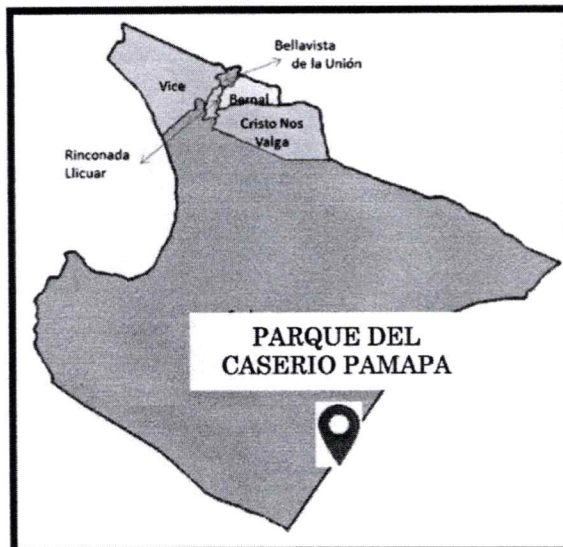 Bellavista
de la Unión
Vice
Bernal
Cristo Nos
Valga
Rinconada
Llicuar
PARQUE DEL
CASERIO PAMAPA